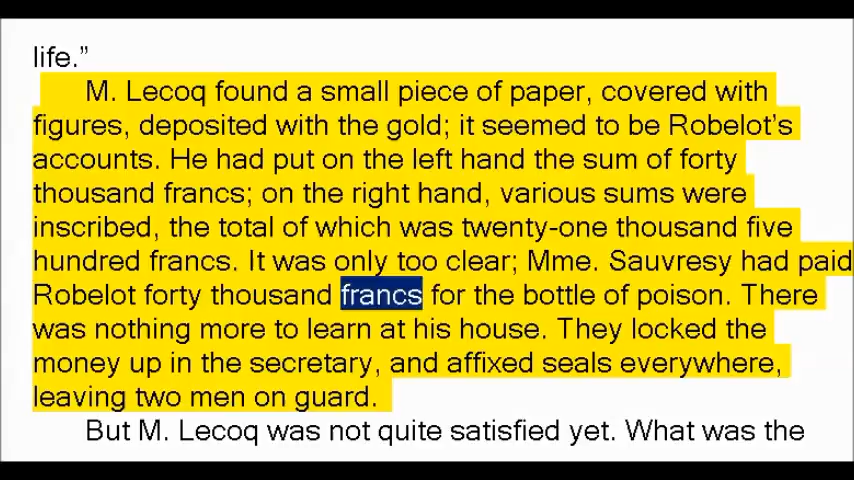 life.”
M. Lecoq found a small piece of paper, covered with
figures, deposited with the gold; it seemed to be Robelot’s
accounts. He had put on the left hand the sum of forty
thousand francs; on the right hand, various sums were
inscribed, the total of which was twenty-one thousand five
hundred francs. It was only too clear; Mme. Sauvresy had paid
Robelot forty thousand francs for the bottle of poison. There
was nothing more to learn at his house. They locked the
money up in the secretary, and affixed seals everywhere,
leaving two men on guard.
But M. Lecoq was not quite satisfied yet. What was the